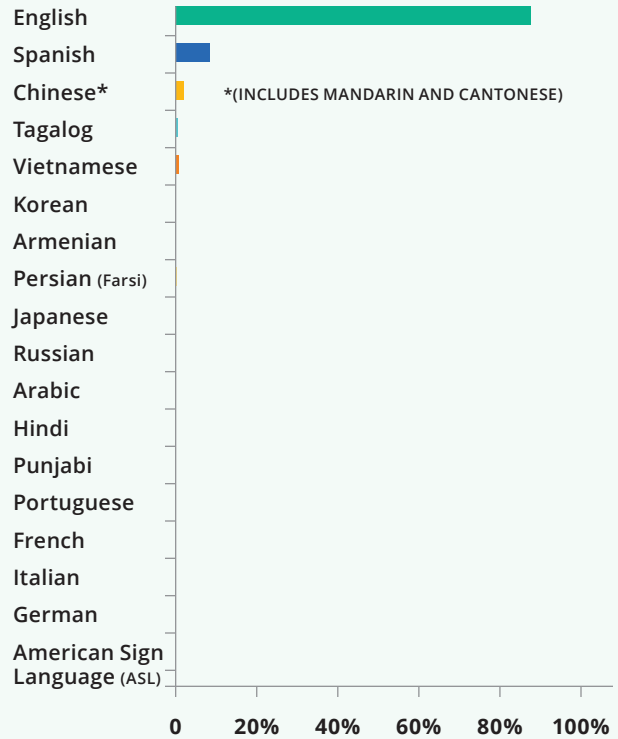 English
Spanish
Chinese*
*(INCLUDES MANDARIN AND CANTONESE)
Tagalog
Vietnamese
Korean
Armenian
Persian (Farsi)
Japanese
Russian
Arabic
Hindi
Punjabi
Portuguese
French
Italian
German
American Sign
Language (ASL)
0 20% 40% 60% 80% 100%